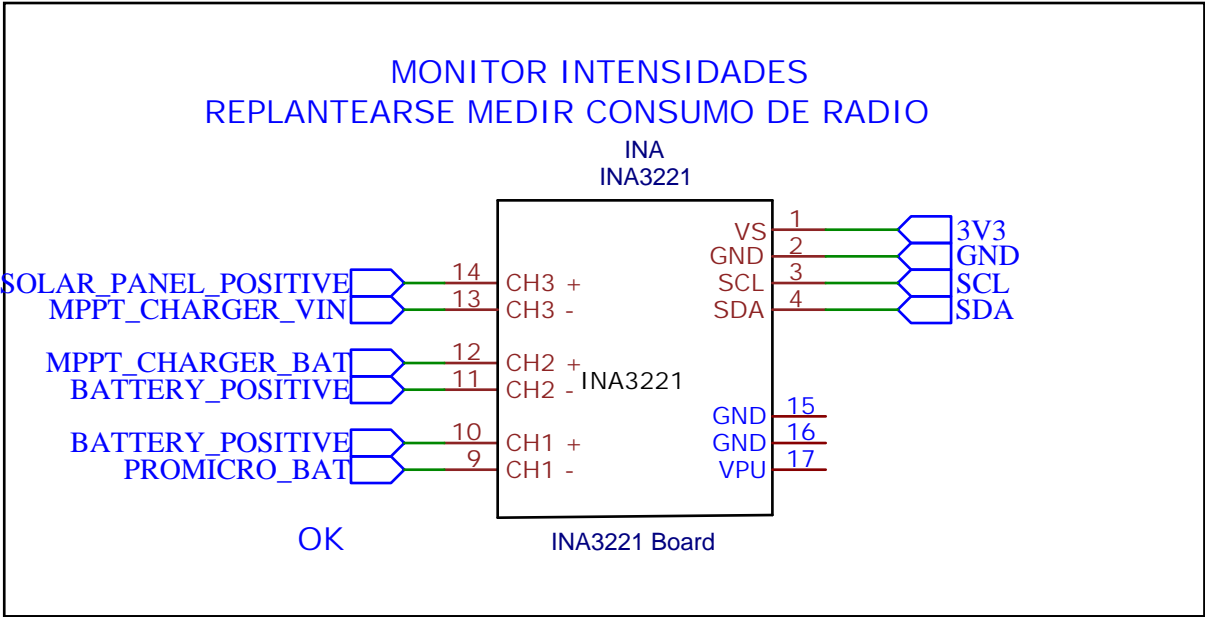 MONITOR INTENSIDADES
REPLANTEARSE MEDIR CONSUMO DE RADIO
INA
INA3221
SOLAR_PANEL_POSITIVE 14 CH3 +
MPPT_CHARGER_VIN 13 CH3 -
MPPT_CHARGER_BAT 12 CH2 +
BATTERY_POSITIVE 11 CH2 -
BATTERY_POSITIVE 10 CH1 +
PROMICRO_BAT 9 CH1 -
INA3221
VS 1 3V3
GND 2 GND
SCL 3 SCL
SDA 4 SDA
GND 15
GND 16
VPU 17
OK
INA3221 Board